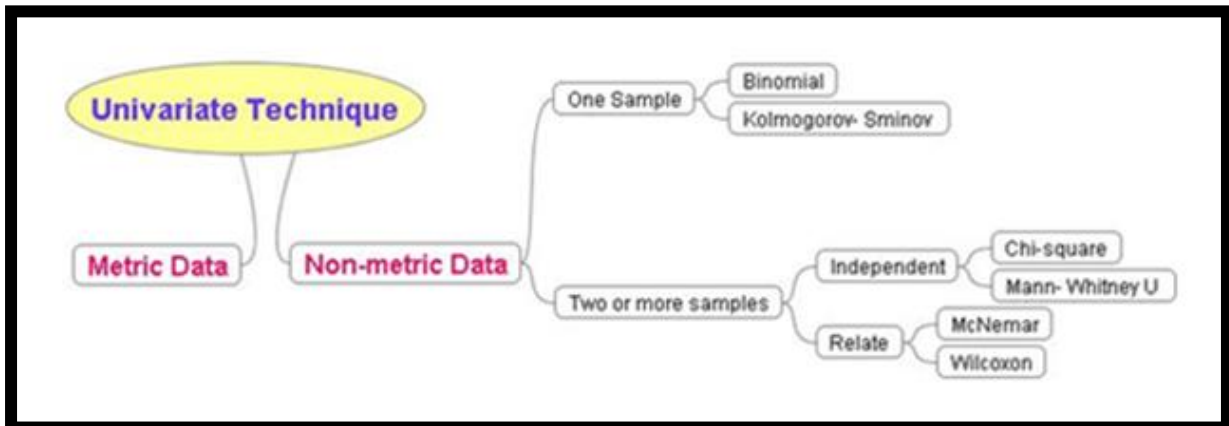 Univariate Technique
Metric Data
Non-metric Data
One Sample
Binomial
Kolmogorov- Sminov
Two or more samples
Independent
Chi-square
Mann- Whitney U
Relate
McNemar
Wilcoxon